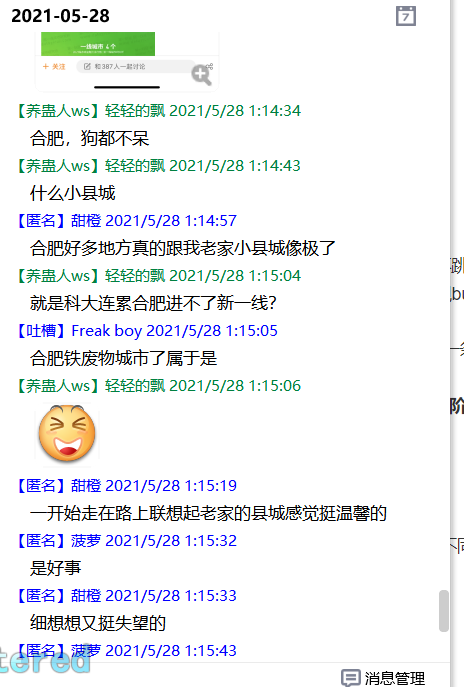 2021-05-28
7
一线城市 4 个
+ 关注
和387人一起讨论
【养蛊人ws】轻轻的飘 2021/5/28 1:14:34
合肥，狗都不呆
【养蛊人ws】轻轻的飘 2021/5/28 1:14:43
什么小县城
【匿名】甜橙 2021/5/28 1:14:57
合肥好多地方真的跟我老家小县城像极了
【养蛊人ws】轻轻的飘 2021/5/28 1:15:04
就是科大连累合肥进不了新一线？
【吐槽】Freak boy 2021/5/28 1:15:05
合肥铁废物城市了属于是
【养蛊人ws】轻轻的飘 2021/5/28 1:15:06
【匿名】甜橙 2021/5/28 1:15:19
一开始走在路上联想起老家的县城感觉挺温馨的
【匿名】菠萝 2021/5/28 1:15:32
是好事
【匿名】甜橙 2021/5/28 1:15:33
细想想又挺失望的
【匿名】菠萝 2021/5/28 1:15:43
tered
消息管理
跳
,bu
阶
不同